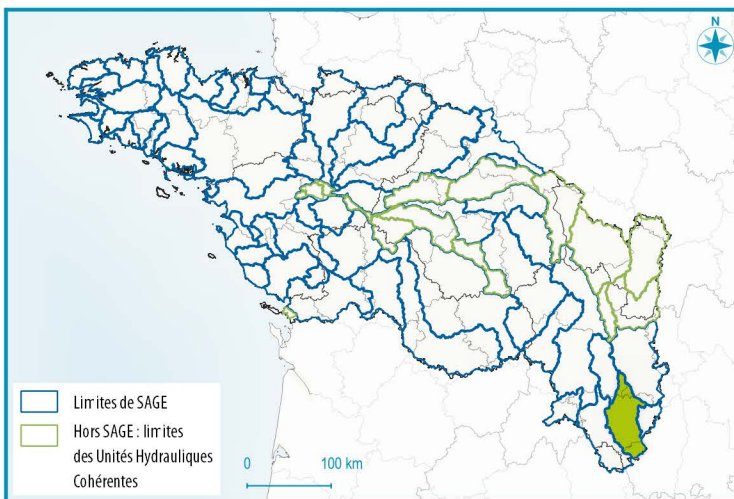 N
Limites de SAGE
Hors SAGE : limites
des Unités Hydrauliques
Cohérentes
0 100 km